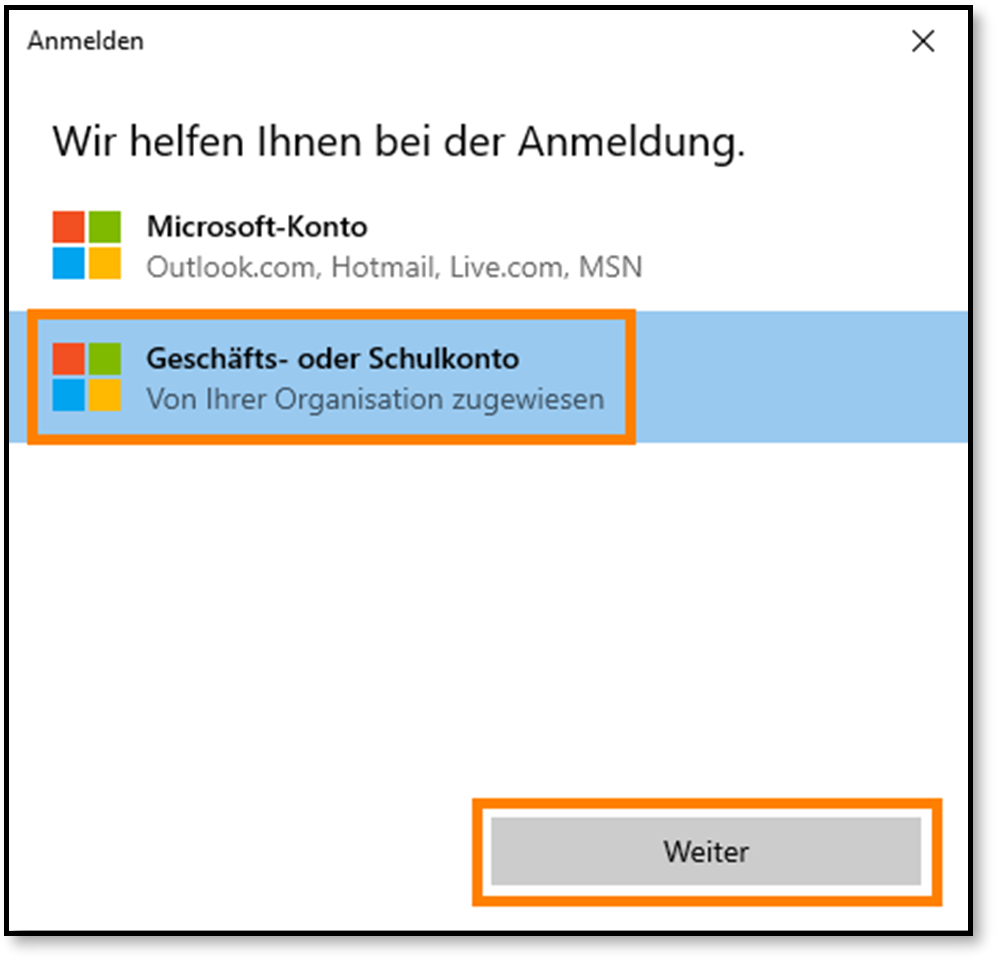 Anmelden
Wir helfen Ihnen bei der Anmeldung.
Microsoft-Konto
Outlook.com, Hotmail, Live.com, MSN
Geschäfts- oder Schulkonto
Von Ihrer Organisation zugewiesen
Weiter